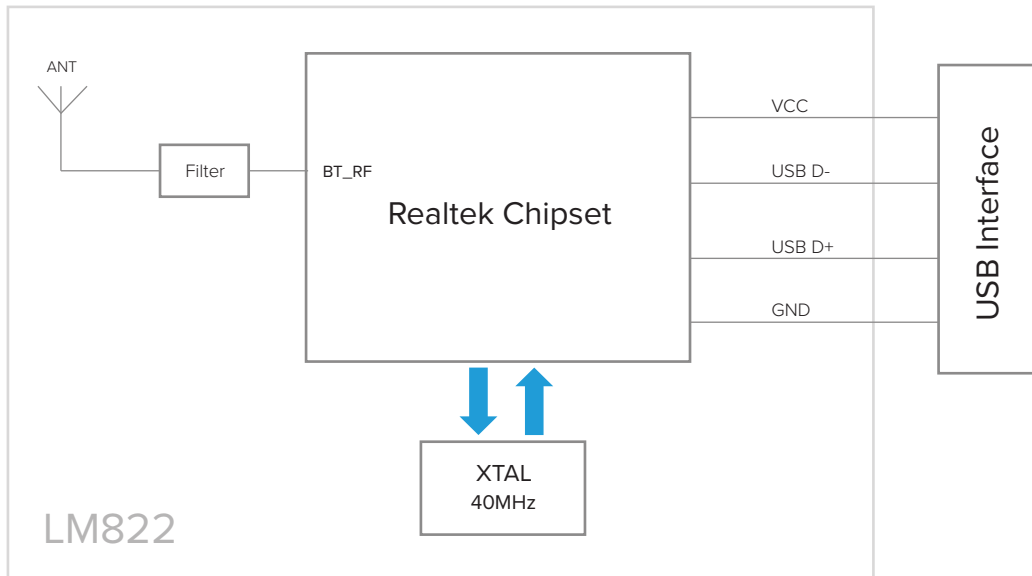 ANT
Filter
BT_RF
Realtek Chipset
VCC
USB D-
USB D+
GND
USB Interface
XTAL
40MHz
LM822